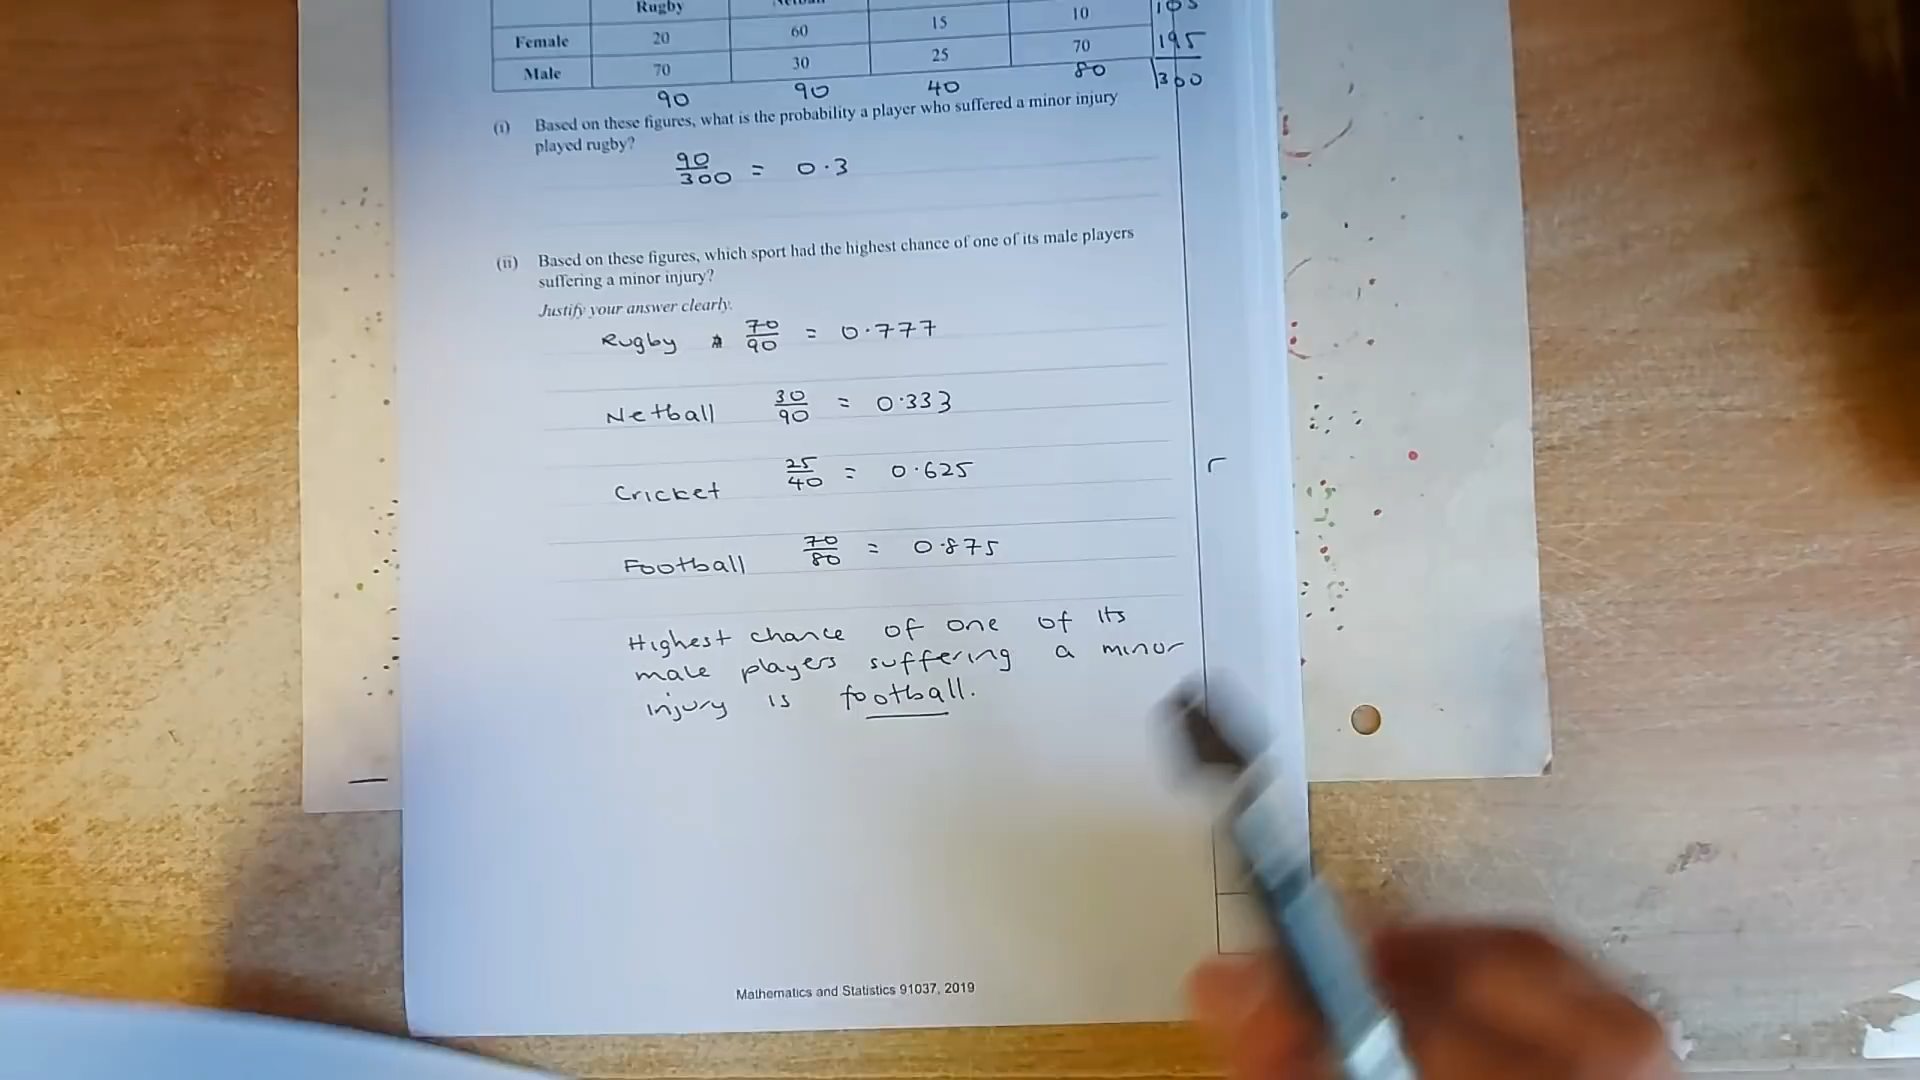 Rugby
Female 20 60 15 10
Male 70 30 25 70 195
90 90 40 80 300
(i) Based on these figures, what is the probability a player who suffered a minor injury
played rugby?
90/300 = 0.3
(ii) Based on these figures, which sport had the highest chance of one of its male players
suffering a minor injury?
Justify your answer clearly.
Rugby 70/90 = 0.777
Netball 30/90 = 0.333
Cricket 25/40 = 0.625
Football 70/80 = 0.875
Highest chance of one of its
male players suffering a minor
injury is football.
Mathematics and Statistics 91037, 2019